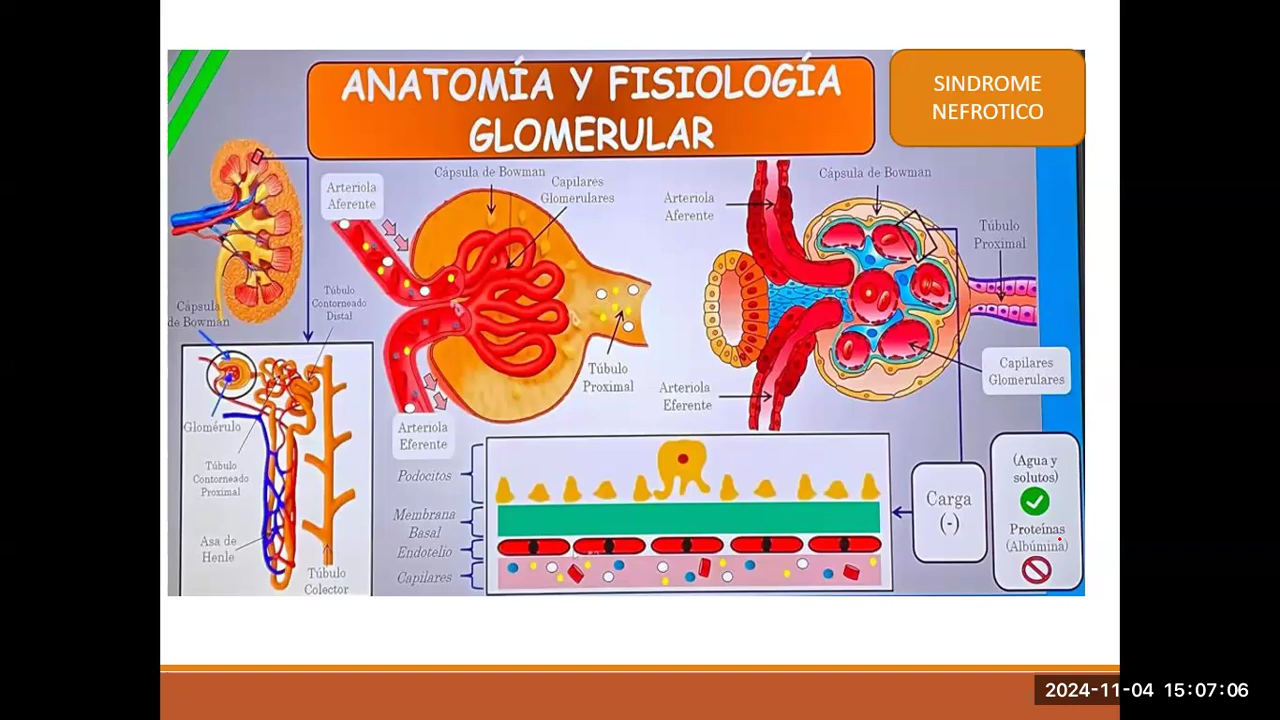 ANATOMÍA Y FISIOLOGÍA
GLOMERULAR
SINDROME
NEFROTICO
Cápsula
de Bowman
Túbulo
Contorneado
Distal
Glomérulo
Túbulo
Contorneado
Proximal
Asa de
Henle
Túbulo
Colector
Arteriola
Aferente
Cápsula de Bowman
Capilares
Glomerulares
Túbulo
Proximal
Arteriola
Eferente
Arteriola
Aferente
Cápsula de Bowman
Túbulo
Proximal
Capilares
Glomerulares
Arteriola
Eferente
Podocitos
Membrana
Basal
Endotelio
Capilares
Carga
(-)
(Agua y
solutos)
Proteínas
(Albúmina)
2024-11-04 15:07:06